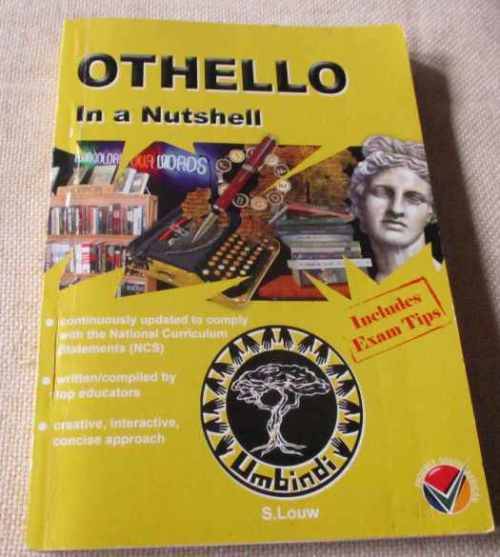 OTHELLO
In a Nutshell
WORDS
continuously updated to comply
with the National Curriculum
Statements (NCS)
written/compiled by
top educators
creative, interactive,
concise approach
Includes
Exam Tips
Umbindi
S.Louw